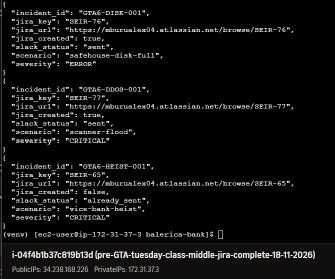 {
"incident_id": "GTA6-DISK-001",
"jira_key": "SEIR-76",
"jira_url": "https://mburualex04.atlassian.net/browse/SEIR-76",
"jira_created": true,
"slack_status": "sent",
"scenario": "safehouse-disk-full",
"severity": "ERROR"
}
{
"incident_id": "GTA6-DDOS-001",
"jira_key": "SEIR-77",
"jira_url": "https://mburualex04.atlassian.net/browse/SEIR-77",
"jira_created": true,
"slack_status": "sent",
"scenario": "scanner-flood",
"severity": "CRITICAL"
}
{
"incident_id": "GTA6-HEIST-001",
"jira_key": "SEIR-65",
"jira_url": "https://mburualex04.atlassian.net/browse/SEIR-65",
"jira_created": false,
"slack_status": "already_sent",
"scenario": "vice-bank-heist",
"severity": "CRITICAL"
}
(venv) [ec2-user@ip-172-31-37-3 balerica-bank]$
i-04f4b1b37c819b13d (pre-GTA-tuesday-class-middle-jira-complete-18-11-2026)
PublicIPs: 34.238.168.226 PrivateIPs: 172.31.37.3